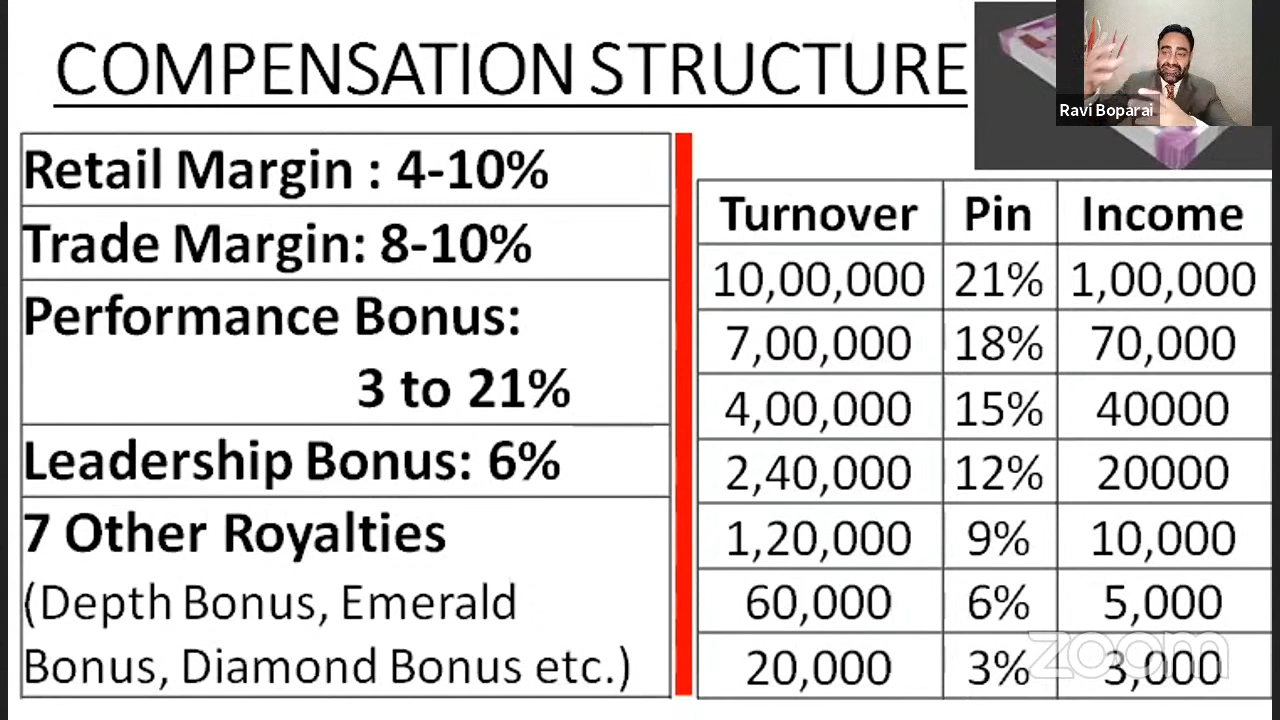 COMPENSATION STRUCTURE
Ravi Boparai
Retail Margin : 4-10%
Trade Margin: 8-10%
Performance Bonus:
3 to 21%
Leadership Bonus: 6%
7 Other Royalties
(Depth Bonus, Emerald
Bonus, Diamond Bonus etc.)
Turnover Pin Income
10,00,000 21% 1,00,000
7,00,000 18% 70,000
4,00,000 15% 40000
2,40,000 12% 20000
1,20,000 9% 10,000
60,000 6% 5,000
20,000 3% 3,000
zoom